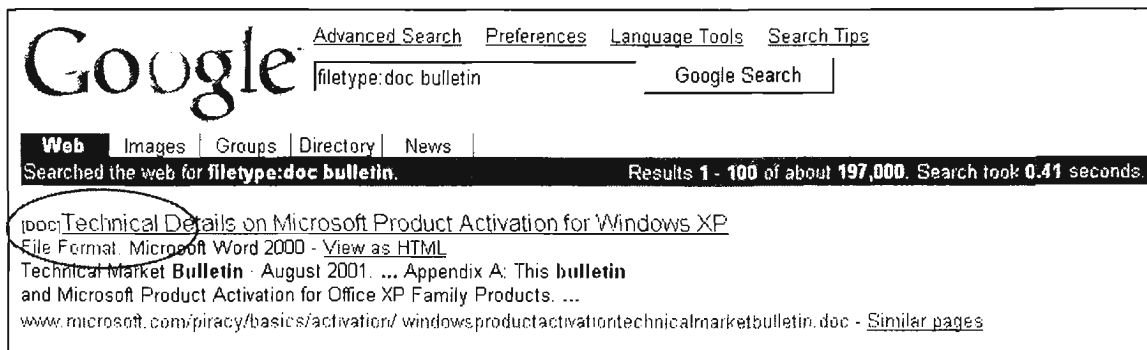 Google
Advanced Search Preferences Language Tools Search Tips
filetype:doc bulletin Google Search
Web Images Groups Directory News
Searched the web for filetype:doc bulletin. Results 1 - 100 of about 197,000. Search took 0.41 seconds.
[DOC]Technical Details on Microsoft Product Activation for Windows XP
File Format: Microsoft Word 2000 - View as HTML
Technical Market Bulletin · August 2001. ... Appendix A: This bulletin
and Microsoft Product Activation for Office XP Family Products. ...
www.microsoft.com/piracy/basics/activation/ windowsproductactivationtechnicalmarketbulletin.doc - Similar pages